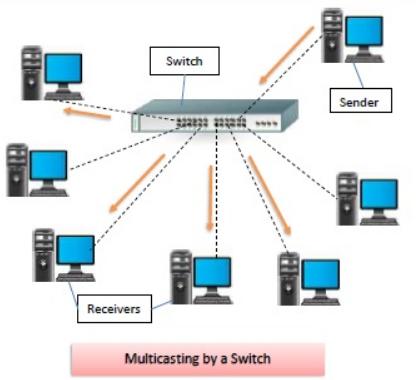 Switch
Sender
Receivers
Multicasting by a Switch